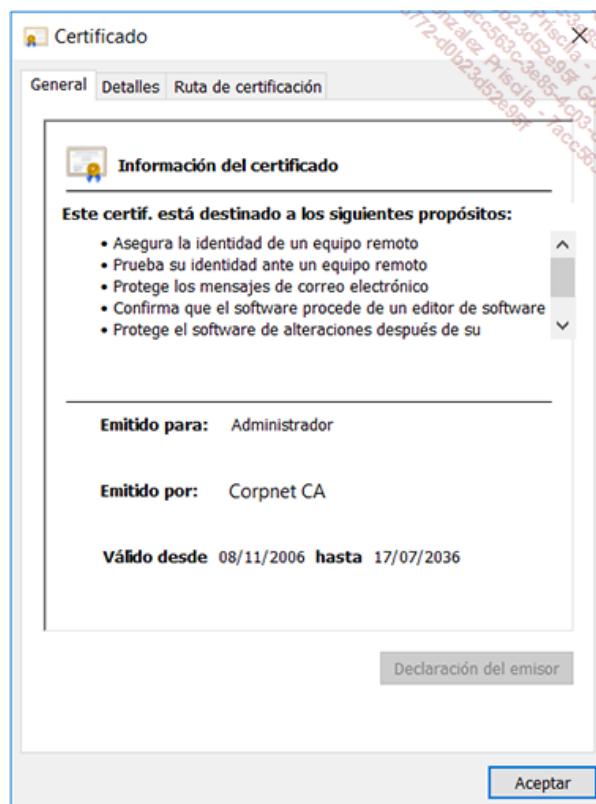 Certificado
General Detalles Ruta de certificación
Información del certificado
Este certif. está destinado a los siguientes propósitos:
• Asegura la identidad de un equipo remoto
• Prueba su identidad ante un equipo remoto
• Protege los mensajes de correo electrónico
• Confirma que el software procede de un editor de software
• Protege el software de alteraciones después de su
Emitido para: Administrador
Emitido por: Corpnet CA
Válido desde 08/11/2006 hasta 17/07/2036
Declaración del emisor
Aceptar